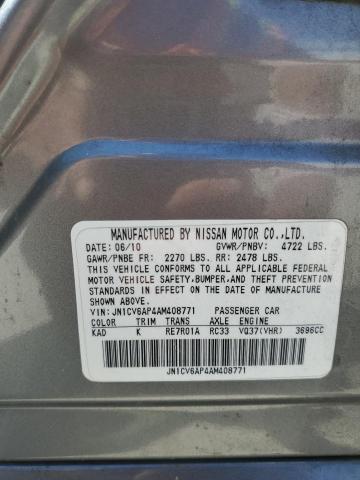 MANUFACTURED BY NISSAN MOTOR CO.,LTD.
DATE: 06/10 GVWR/PNBV: 4722 LBS.
GAWR/PNBE FR: 2270 LBS. RR: 2478 LBS.
THIS VEHICLE CONFORMS TO ALL APPLICABLE FEDERAL
MOTOR VEHICLE SAFETY,BUMPER,AND THEFT PREVENTION
STANDARDS IN EFFECT ON THE DATE OF MANUFACTURE
SHOWN ABOVE.
VIN: JN1CV6AP4AM408771 PASSENGER CAR
COLOR TRIM TRANS AXLE ENGINE
KAD K RE7R01A RC33 VQ37(VHR) 3696CC
JN1CV6AP4AM408771